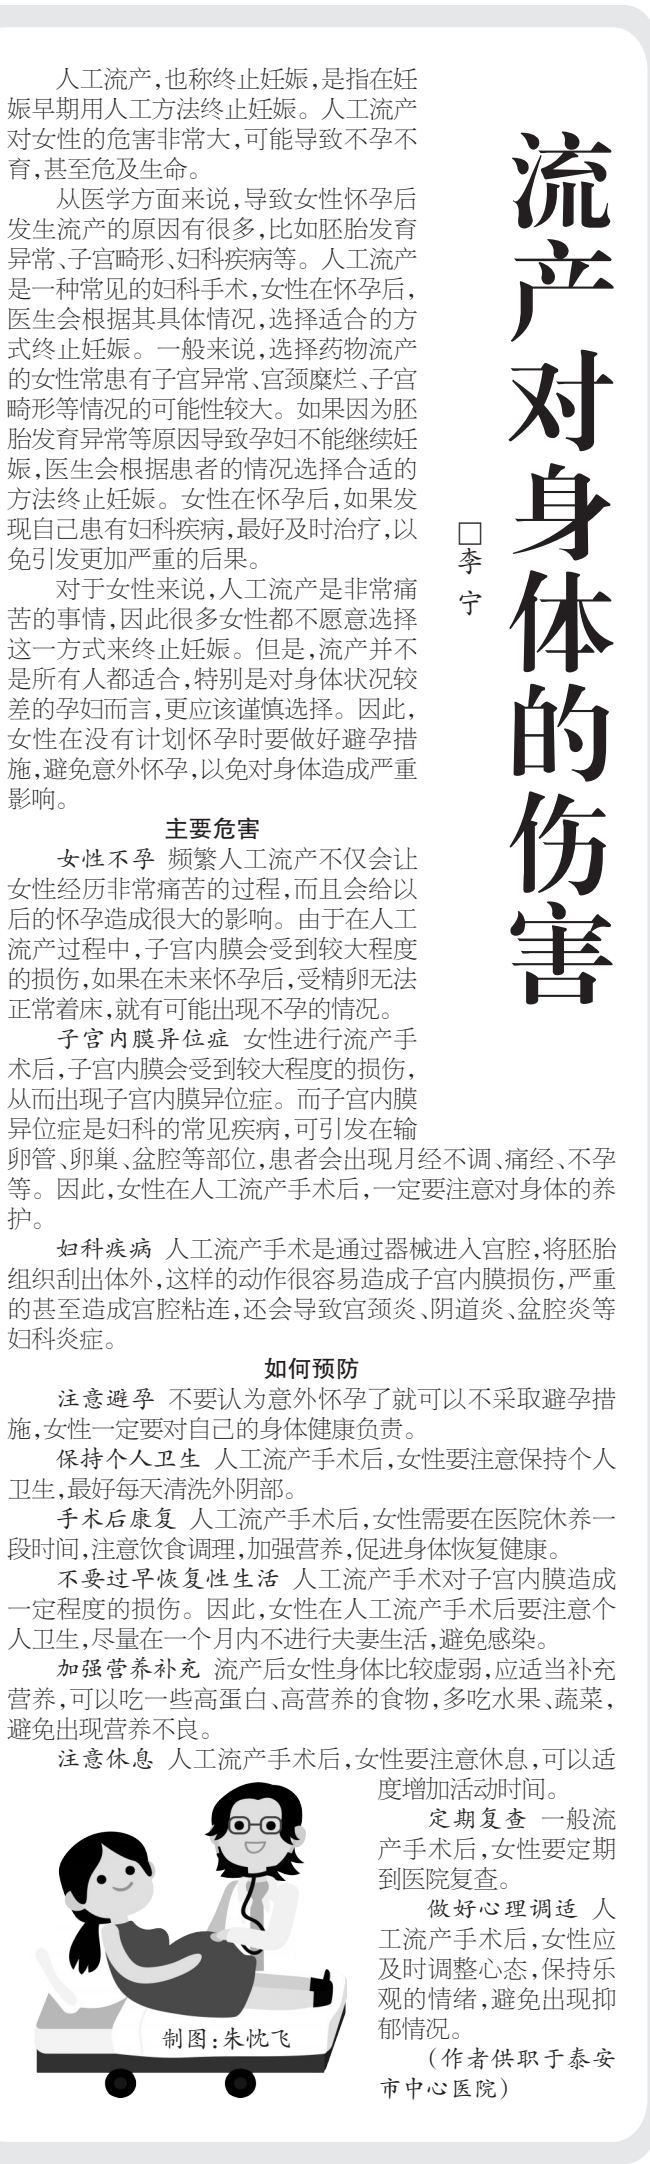 流产对身体的伤害
□李宁
人工流产,也称终止妊娠,是指在妊
娠早期用人工方法终止妊娠。人工流产
对女性的危害非常大,可能导致不孕不
育,甚至危及生命。
从医学方面来说,导致女性怀孕后
发生流产的原因有很多,比如胚胎发育
异常、子宫畸形、妇科疾病等。人工流产
是一种常见的妇科手术,女性在怀孕后,
医生会根据其具体情况,选择适合的方
式终止妊娠。一般来说,选择药物流产
的女性常患有子宫异常、宫颈糜烂、子宫
畸形等情况的可能性较大。如果因为胚
胎发育异常等原因导致孕妇不能继续妊
娠,医生会根据患者的情况选择合适的
方法终止妊娠。女性在怀孕后,如果发
现自己患有妇科疾病,最好及时治疗,以
免引发更加严重的后果。
对于女性来说,人工流产是非常痛
苦的事情,因此很多女性都不愿意选择
这一方式来终止妊娠。但是,流产并不
是所有人都适合,特别是对身体状况较
差的孕妇而言,更应该谨慎选择。因此,
女性在没有计划怀孕时要做好避孕措
施,避免意外怀孕,以免对身体造成严重
影响。
主要危害
女性不孕 频繁人工流产不仅会让
女性经历非常痛苦的过程,而且会给以
后的怀孕造成很大的影响。由于在人工
流产过程中,子宫内膜会受到较大程度
的损伤,如果在未来怀孕后,受精卵无法
正常着床,就有可能出现不孕的情况。
子宫内膜异位症 女性进行流产手
术后,子宫内膜会受到较大程度的损伤,
从而出现子宫内膜异位症。而子宫内膜
异位症是妇科的常见疾病,可引发在输
卵管、卵巢、盆腔等部位,患者会出现月经不调、痛经、不孕
等。因此,女性在人工流产手术后,一定要注意对身体的养
护。
妇科疾病 人工流产手术是通过器械进入宫腔,将胚胎
组织刮出体外,这样的动作很容易造成子宫内膜损伤,严重
的甚至造成宫腔粘连,还会导致宫颈炎、阴道炎、盆腔炎等
妇科炎症。
如何预防
注意避孕 不要认为意外怀孕了就可以不采取避孕措
施,女性一定要对自己的身体健康负责。
保持个人卫生 人工流产手术后,女性要注意保持个人
卫生,最好每天清洗外阴部。
手术后康复 人工流产手术后,女性需要在医院休养一
段时间,注意饮食调理,加强营养,促进身体恢复健康。
不要过早恢复性生活 人工流产手术对子宫内膜造成
一定程度的损伤。因此,女性在人工流产手术后要注意个
人卫生,尽量在一个月内不进行夫妻生活,避免感染。
加强营养补充 流产后女性身体比较虚弱,应适当补充
营养,可以吃一些高蛋白、高营养的食物,多吃水果、蔬菜,
避免出现营养不良。
注意休息 人工流产手术后,女性要注意休息,可以适
度增加活动时间。
定期复查 一般流
产手术后,女性要定期
到医院复查。
做好心理调适 人
工流产手术后,女性应
及时调整心态,保持乐
观的情绪,避免出现抑
郁情况。
(作者供职于泰安
市中心医院)
制图:朱忱飞